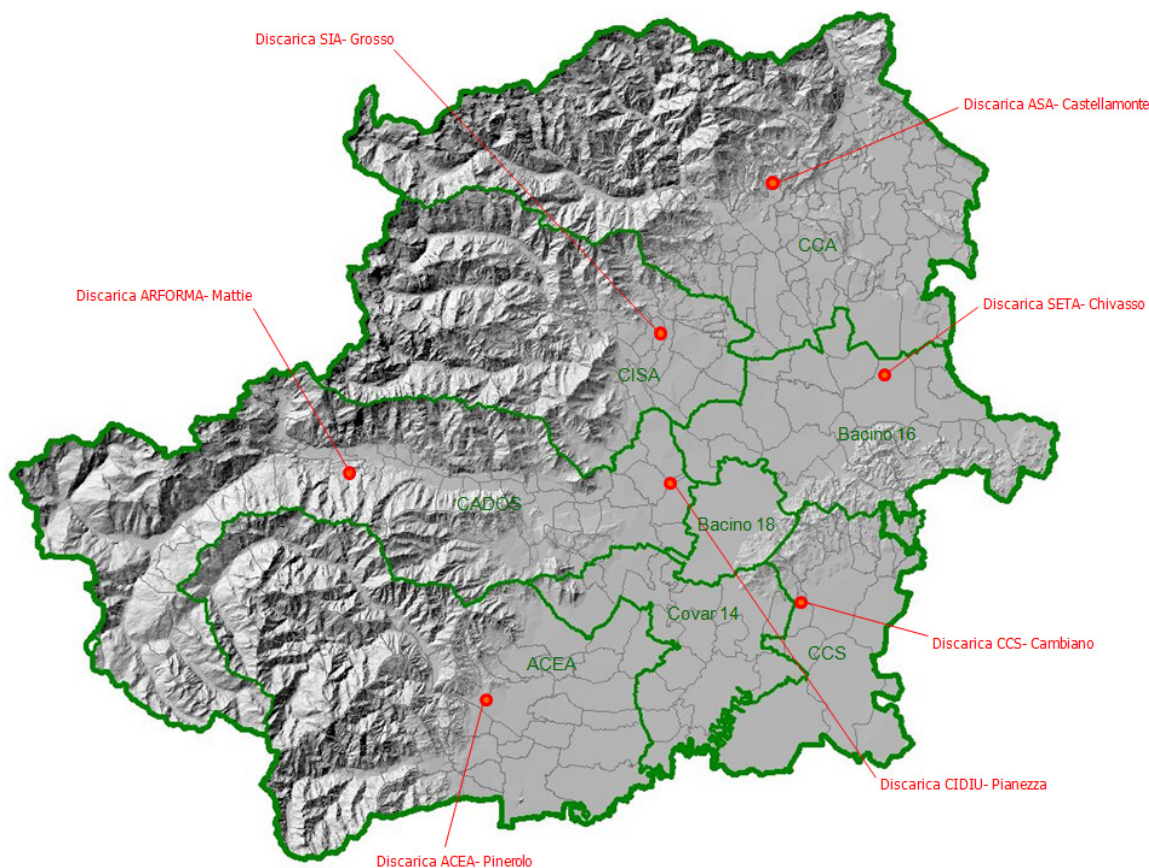 Discarica SIA- Grosso
Discarica ASA- Castellamonte
CCA
Discarica ARFORMA- Mattie
Discarica SETA- Chivasso
CISA
Bacino 16
CADOS
Bacino 18
Covar 14
Discarica CCS- Cambiano
ACEA
CCS
Discarica CIDIU- Pianezza
Discarica ACEA- Pinerolo